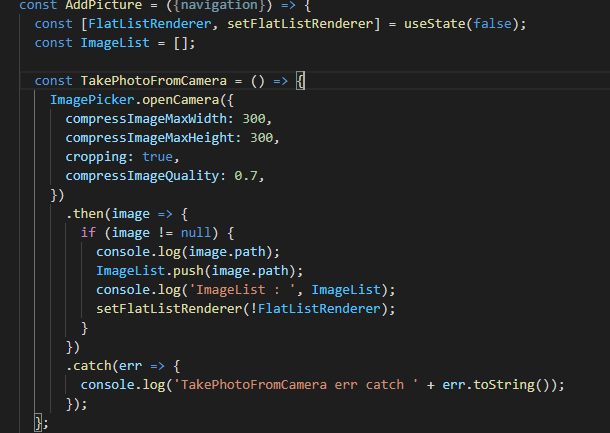 const AddPicture = ({navigation}) => {
const [FlatListRenderer, setFlatListRenderer] = useState(false);
const ImageList = [];
const TakePhotoFromCamera = () => {
ImagePicker.openCamera({
compressImageMaxWidth: 300,
compressImageMaxHeight: 300,
cropping: true,
compressImageQuality: 0.7,
})
.then(image => {
if (image != null) {
console.log(image.path);
ImageList.push(image.path);
console.log('ImageList : ', ImageList);
setFlatListRenderer(!FlatListRenderer);
}
})
.catch(err => {
console.log('TakePhotoFromCamera err catch ' + err.toString());
});
};